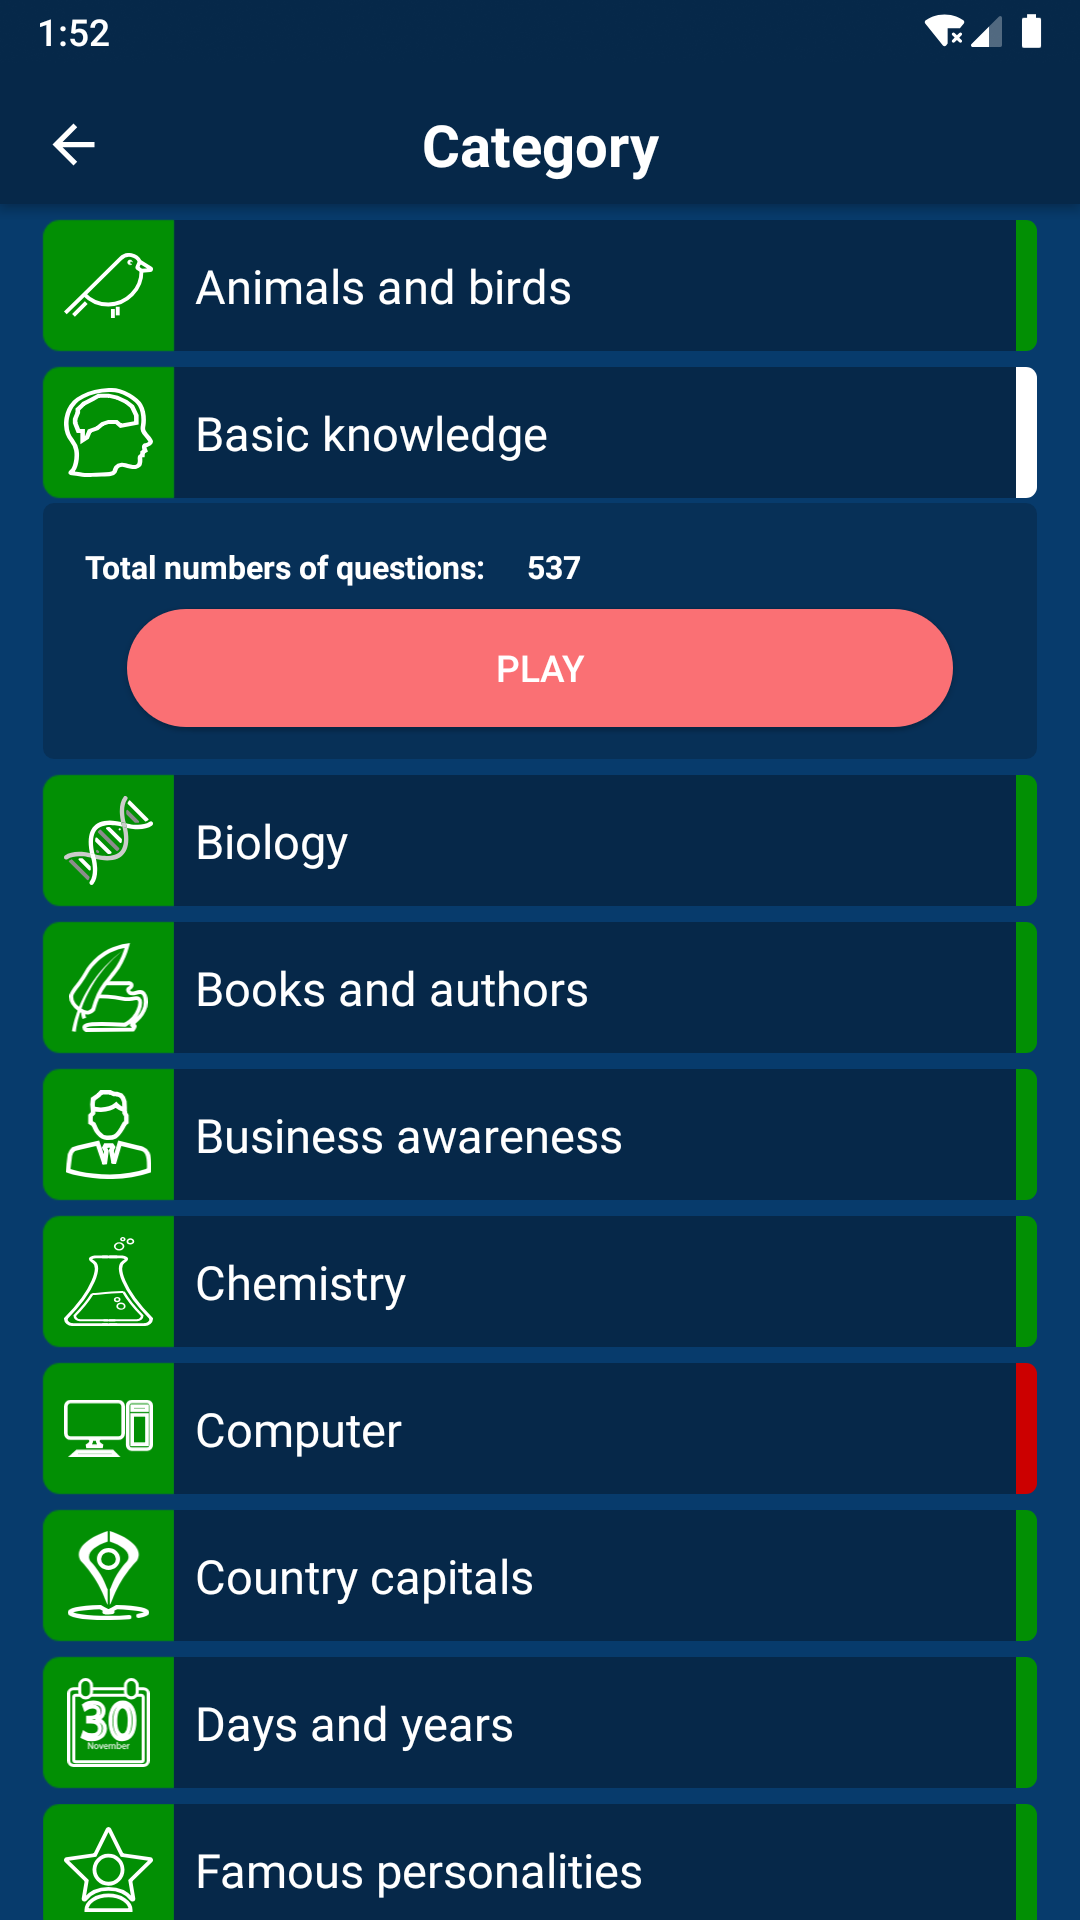 1:52
Category
Animals and birds
Basic knowledge
Total numbers of questions: 537
PLAY
Biology
Books and authors
Business awareness
Chemistry
Computer
Country capitals
30
November
Days and years
Famous personalities